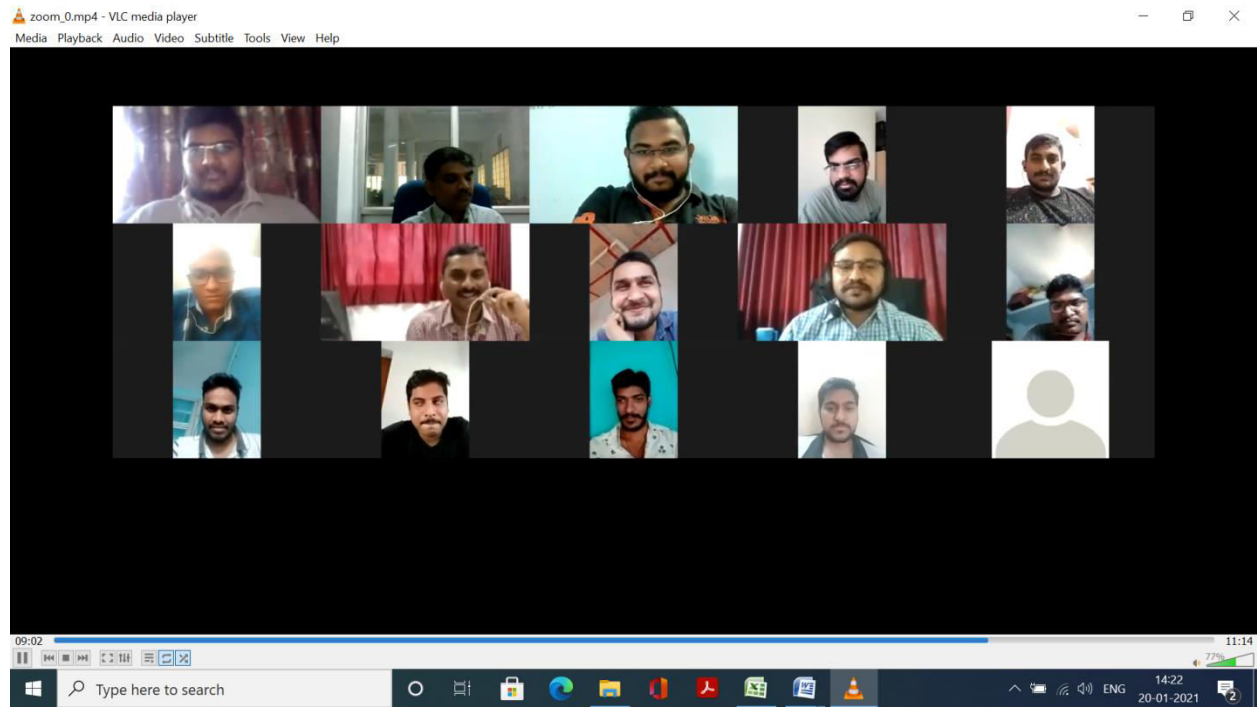 zoom_0.mp4 - VLC media player
Media Playback Audio Video Subtitle Tools View Help
09:02 11:14
77%
Type here to search
ENG
14:22
20-01-2021
2